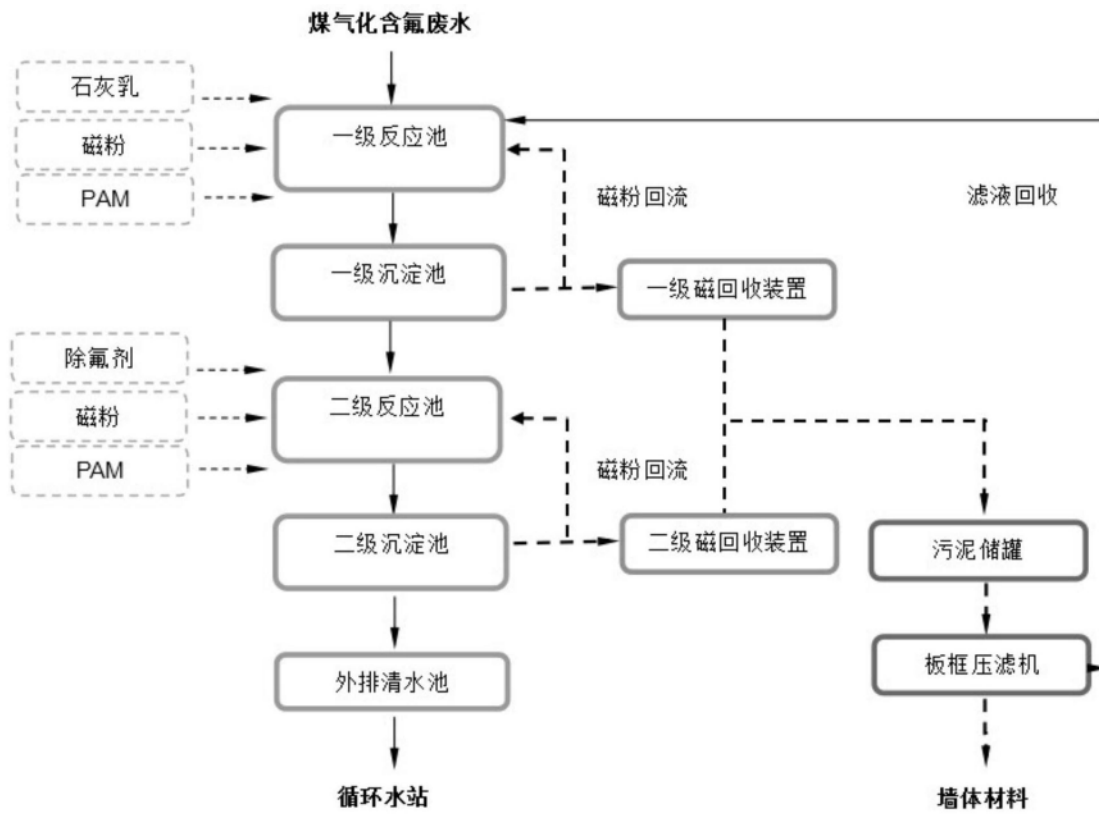 煤气化含氟废水
石灰乳
磁粉
PAM
一级反应池
磁粉回流
滤液回收
一级沉淀池
一级磁回收装置
除氟剂
磁粉
PAM
二级反应池
磁粉回流
二级沉淀池
二级磁回收装置
污泥储罐
外排清水池
板框压滤机
循环水站
墙体材料